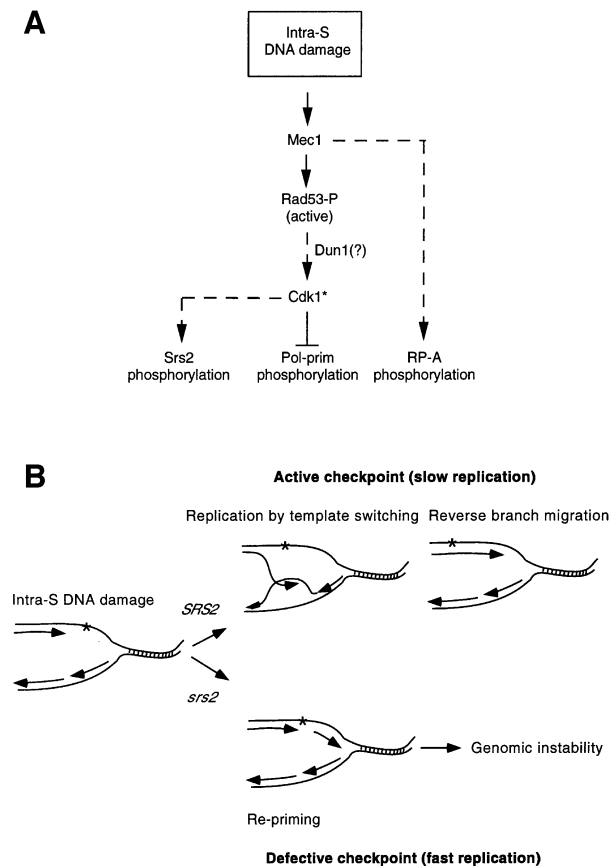 A
Intra-S
DNA damage
Mec1
Rad53-P
(active)
Dun1(?)
Cdk1*
Srs2
phosphorylation
Pol-prim
phosphorylation
RP-A
phosphorylation
B
Active checkpoint (slow replication)
Replication by template switching
Reverse branch migration
*
*
Intra-S DNA damage
*
SRS2
srs2
*
Genomic instability
Re-priming
Defective checkpoint (fast replication)